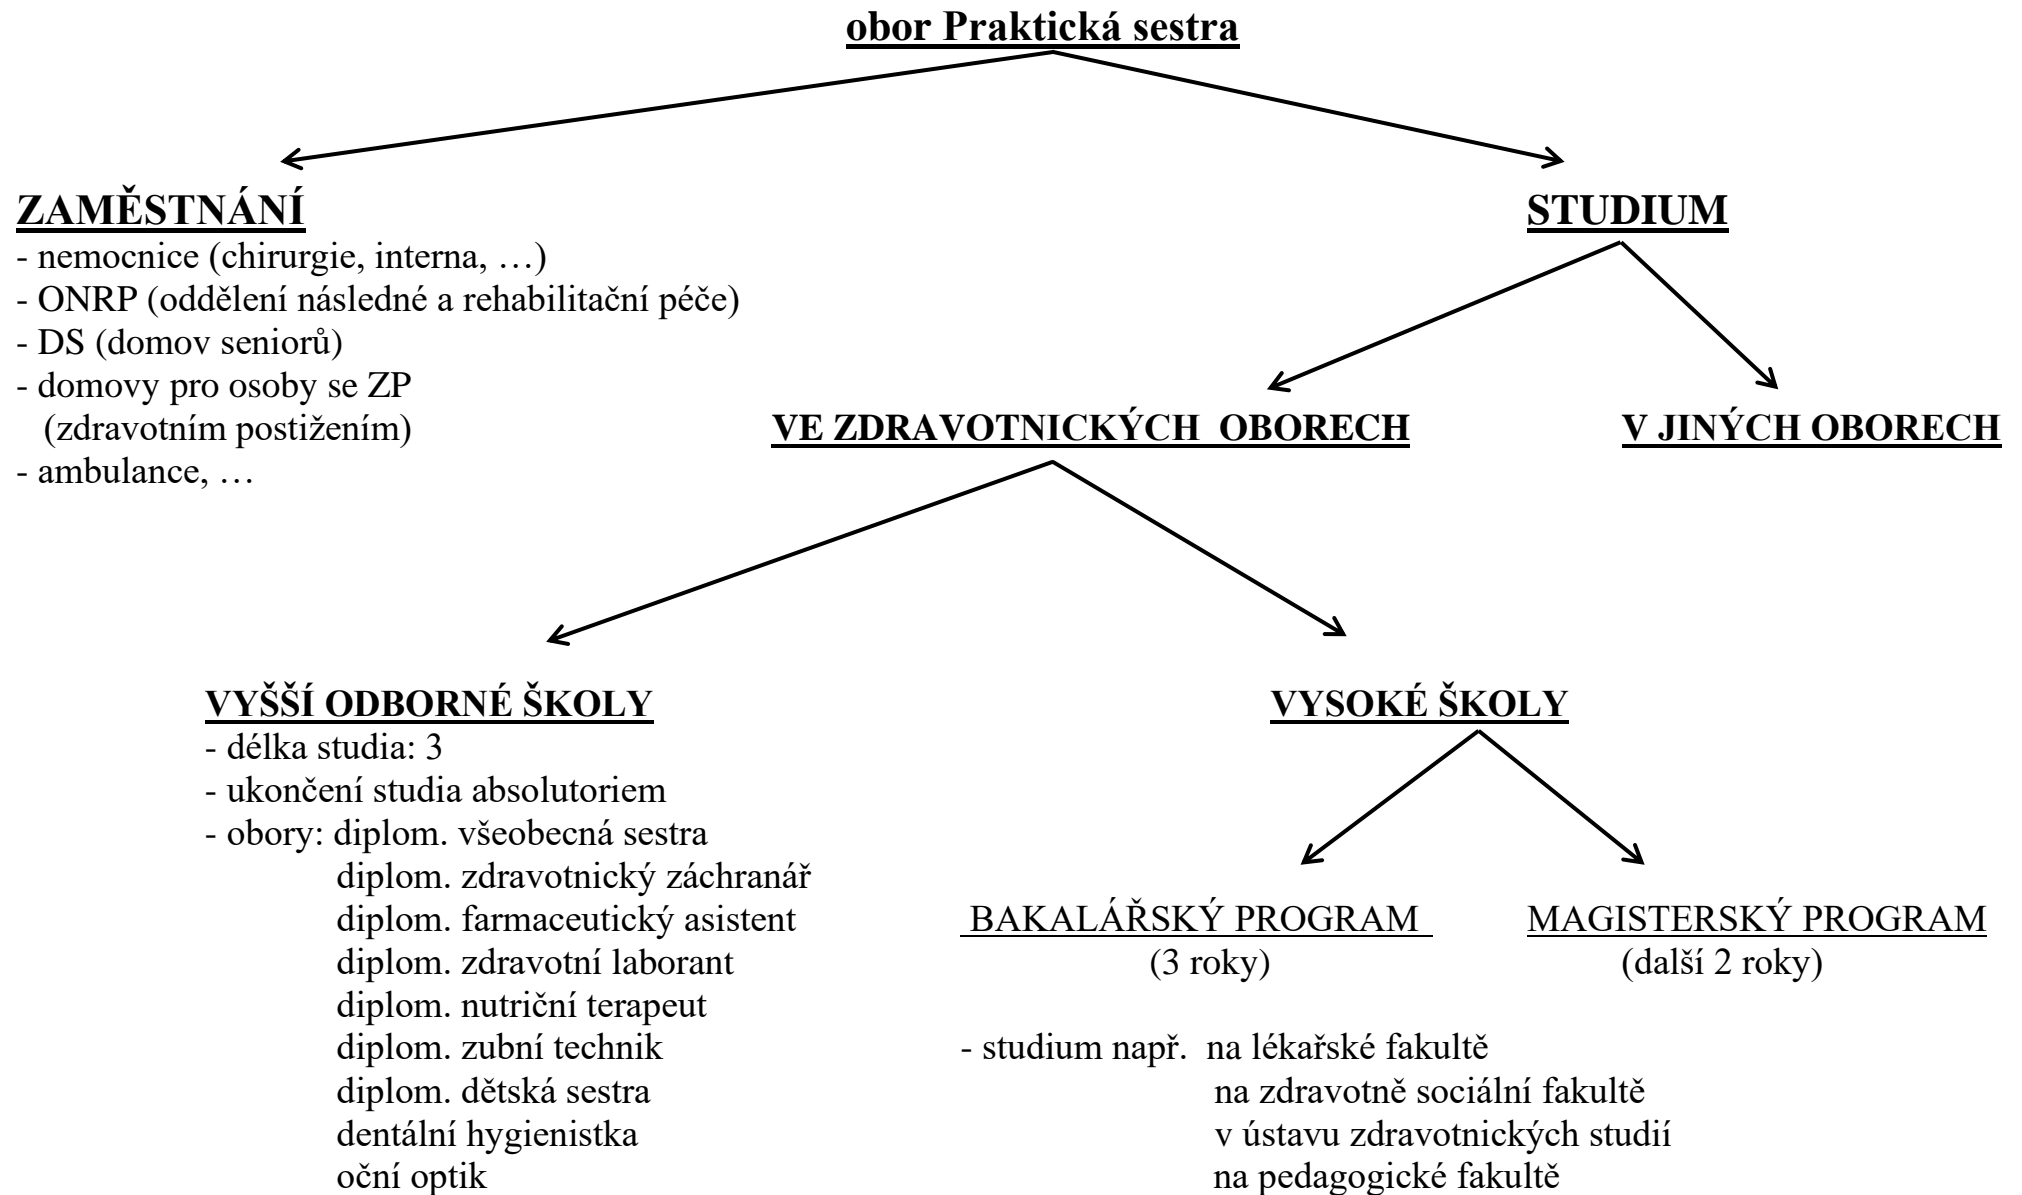 obor Praktická sestra
ZAMĚSTNÁNÍ
- nemocnice (chirurgie, interna, …)
- ONRP (oddělení následné a rehabilitační péče)
- DS (domov seniorů)
- domovy pro osoby se ZP
(zdravotním postižením)
- ambulance, …
STUDIUM
VE ZDRAVOTNICKÝCH OBORECH
V JINÝCH OBORECH
VYŠŠÍ ODBORNÉ ŠKOLY
- délka studia: 3
- ukončení studia absolutoriem
- obory: diplom. všeobecná sestra
diplom. zdravotnický záchranář
diplom. farmaceutický asistent
diplom. zdravotní laborant
diplom. nutriční terapeut
diplom. zubní technik
diplom. dětská sestra
dentální hygienistka
oční optik
VYSOKÉ ŠKOLY
BAKALÁŘSKÝ PROGRAM
(3 roky)
MAGISTERSKÝ PROGRAM
(další 2 roky)
- studium např. na lékařské fakultě
na zdravotně sociální fakultě
v ústavu zdravotnických studií
na pedagogické fakultě